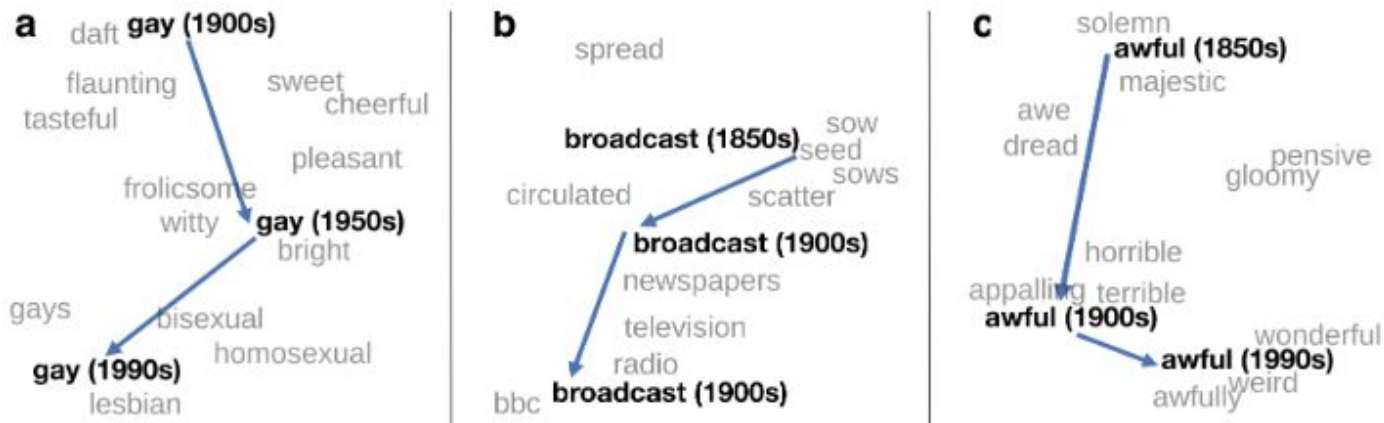 a
daft gay (1900s)
flaunting
sweet
cheerful
tasteful
pleasant
frolicsome
witty
gay (1950s)
bright
gays
bisexual
homosexual
gay (1990s)
lesbian
b
spread
broadcast (1850s)
sow
seed
sows
circulated
scatter
broadcast (1900s)
newspapers
television
radio
bbc broadcast (1900s)
c
solemn
awful (1850s)
majestic
awe
dread
pensive
gloomy
horrible
appalling terrible
awful (1900s)
wonderful
awful (1990s)
weird
awfully